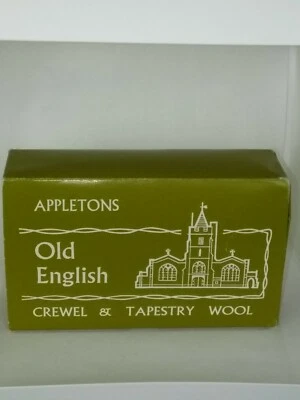 APPLETONS
Old
English
CREWEL & TAPESTRY WOOL